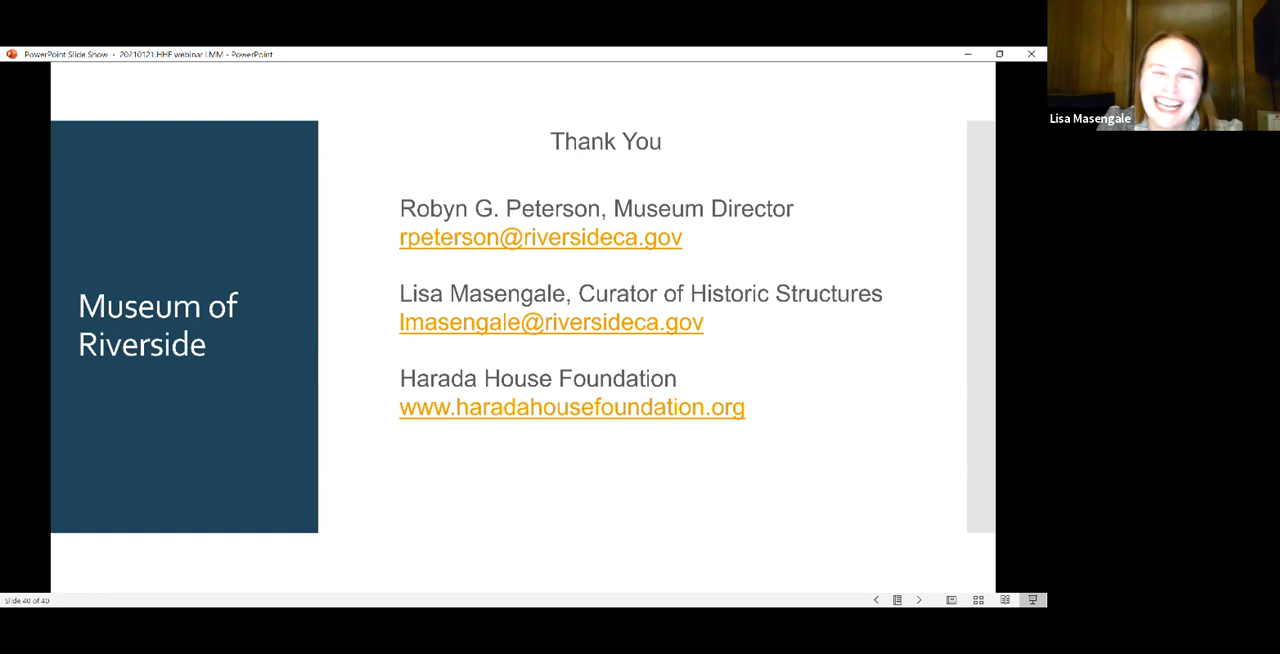 PowerPoint Slide Show - 20210121.HHF webinar LMM - PowerPoint
Lisa Masengale
Thank You
Robyn G. Peterson, Museum Director
rpeterson@riversideca.gov
Lisa Masengale, Curator of Historic Structures
lmasengale@riversideca.gov
Museum of
Riverside
Harada House Foundation
www.haradahousefoundation.org
Slide 40 of 40